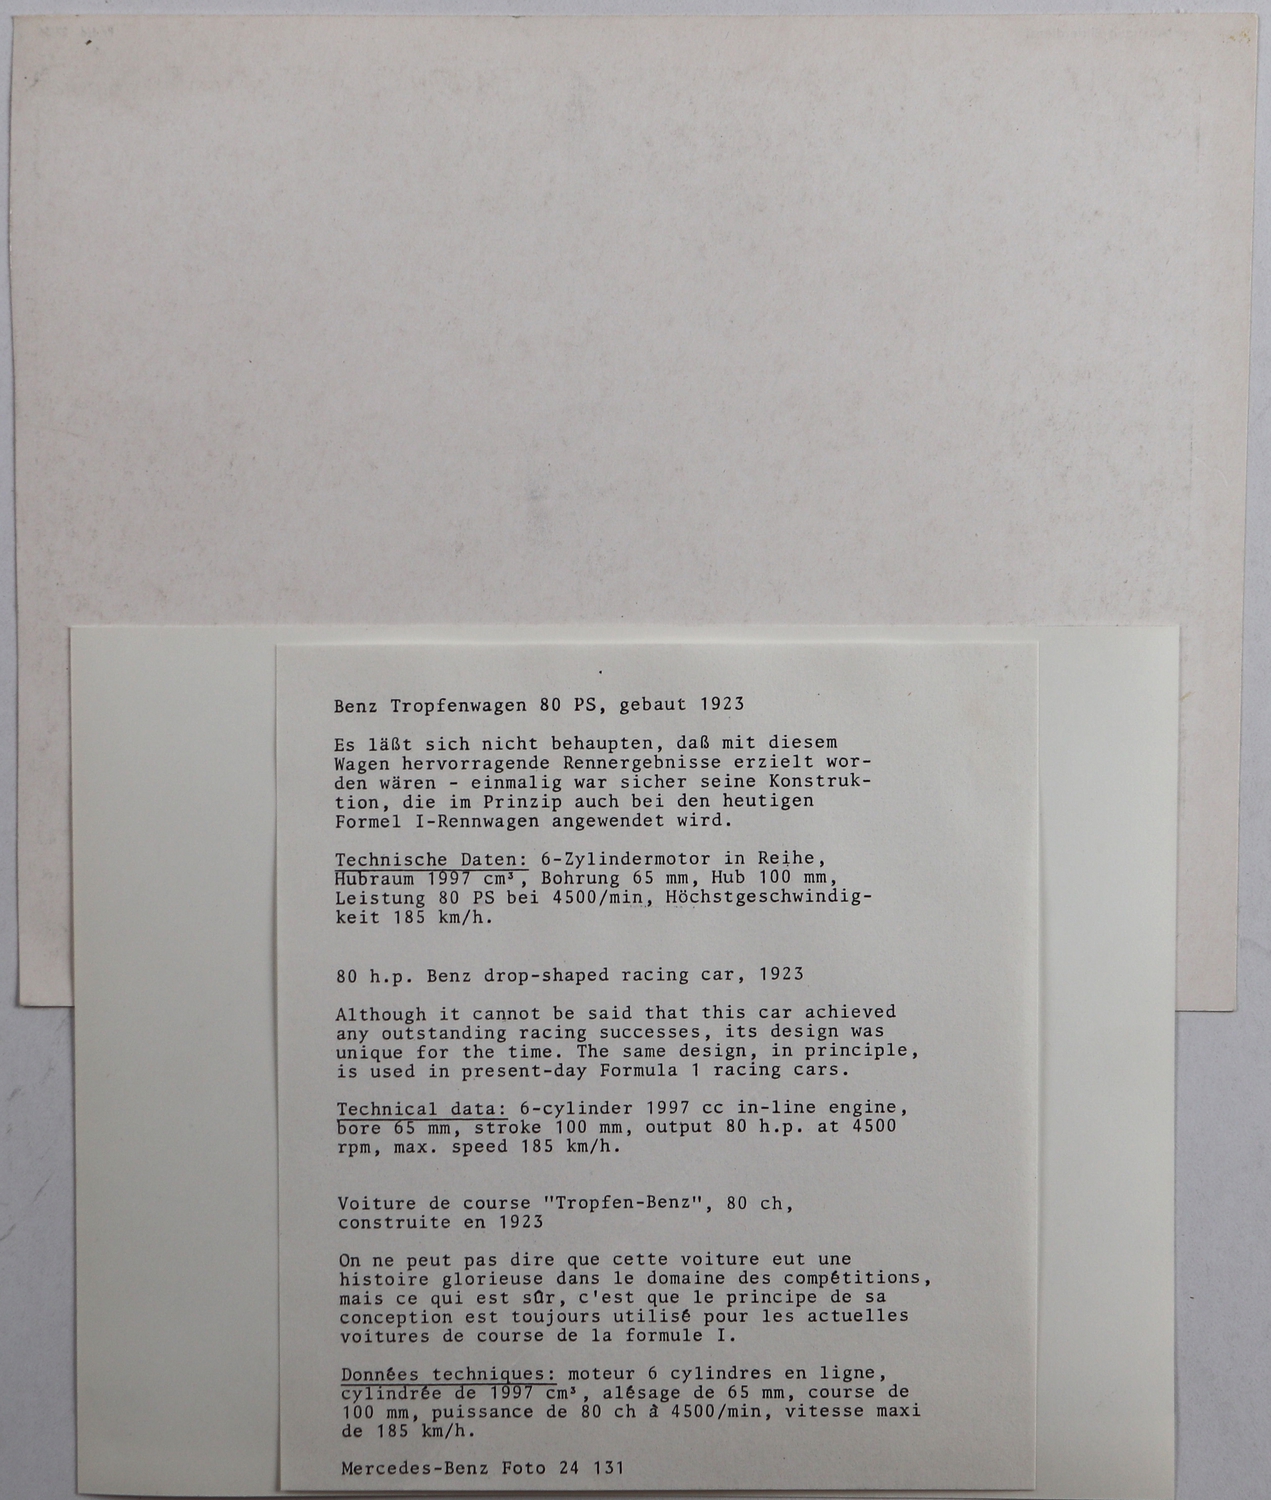 Benz Tropfenwagen 80 PS, gebaut 1923
Es läßt sich nicht behaupten, daß mit diesem
Wagen hervorragende Rennergebnisse erzielt wor-
den wären - einmalig war sicher seine Konstruk-
tion, die im Prinzip auch bei den heutigen
Formel I-Rennwagen angewendet wird.
Technische Daten: 6-Zylindermotor in Reihe,
Hubraum 1997 cm³, Bohrung 65 mm, Hub 100 mm,
Leistung 80 PS bei 4500/min, Höchstgeschwindig-
keit 185 km/h.
80 h.p. Benz drop-shaped racing car, 1923
Although it cannot be said that this car achieved
any outstanding racing successes, its design was
unique for the time. The same design, in principle,
is used in present-day Formula 1 racing cars.
Technical data: 6-cylinder 1997 cc in-line engine,
bore 65 mm, stroke 100 mm, output 80 h.p. at 4500
rpm, max. speed 185 km/h.
Voiture de course "Tropfen-Benz", 80 ch,
construite en 1923
On ne peut pas dire que cette voiture eut une
histoire glorieuse dans le domaine des compétitions,
mais ce qui est sûr, c'est que le principe de sa
conception est toujours utilisé pour les actuelles
voitures de course de la formule I.
Données techniques: moteur 6 cylindres en ligne,
cylindrée de 1997 cm³, alésage de 65 mm, course de
100 mm, puissance de 80 ch à 4500/min, vitesse maxi
de 185 km/h.
Mercedes-Benz Foto 24 131